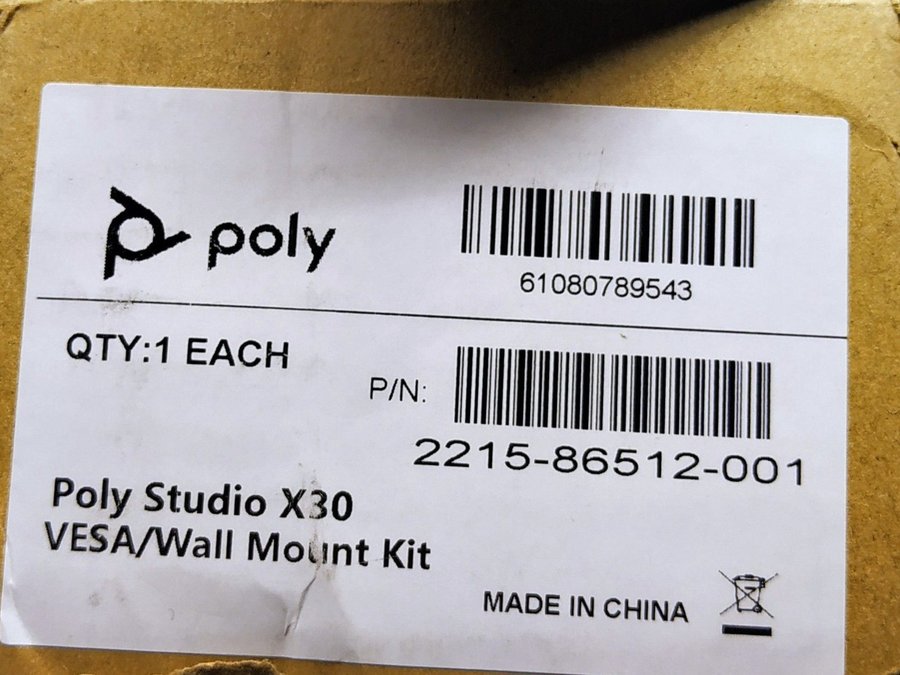 poly
61080789543
QTY:1 EACH
P/N:
2215-86512-001
Poly Studio X30
VESA/Wall Mount Kit
MADE IN CHINA